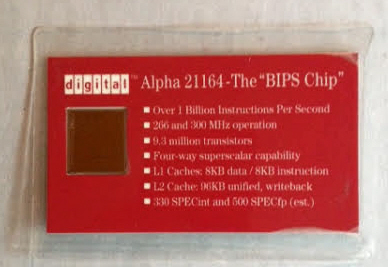 digital™ Alpha 21164-The "BIPS Chip"
■ Over 1 Billion Instructions Per Second
■ 266 and 300 MHz operation
■ 9.3 million transistors
■ Four-way superscalar capability
■ L1 Caches: 8KB data / 8KB instruction
■ L2 Cache: 96KB unified, writeback
■ 330 SPECint and 500 SPECfp (est.)